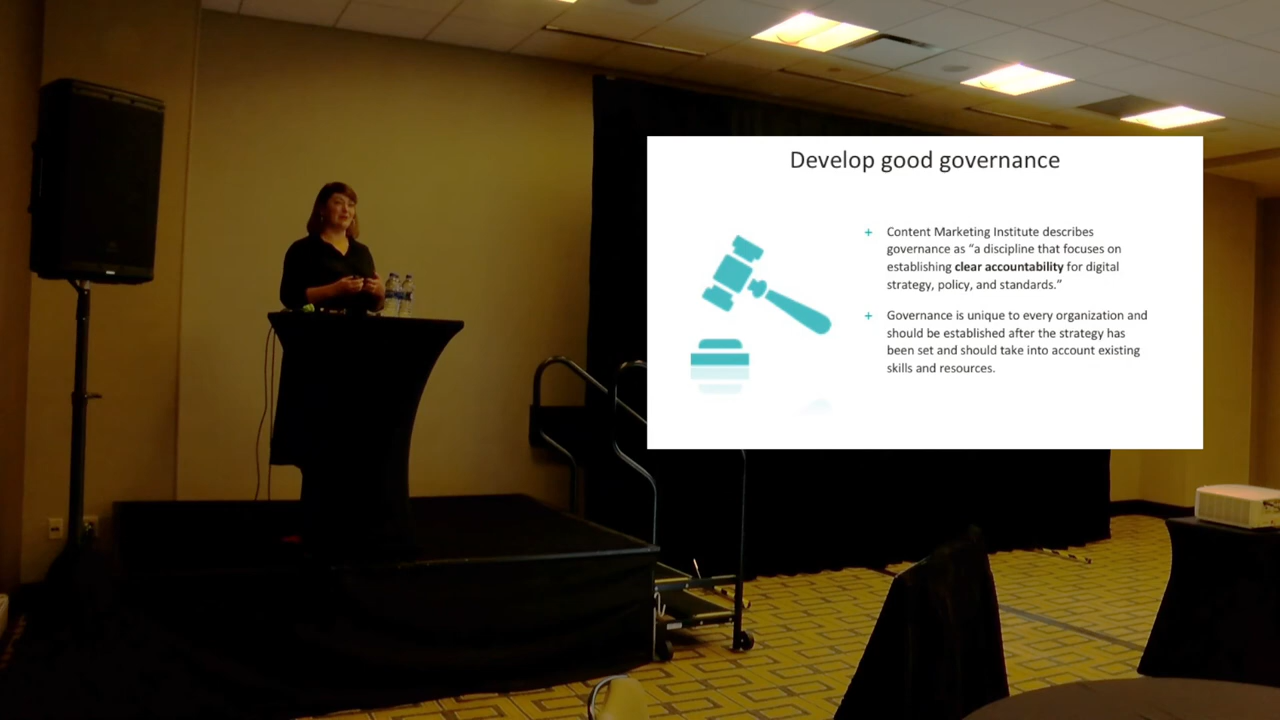 Develop good governance
+ Content Marketing Institute describes
governance as “a discipline that focuses on
establishing clear accountability for digital
strategy, policy, and standards.”
+ Governance is unique to every organization and
should be established after the strategy has
been set and should take into account existing
skills and resources.